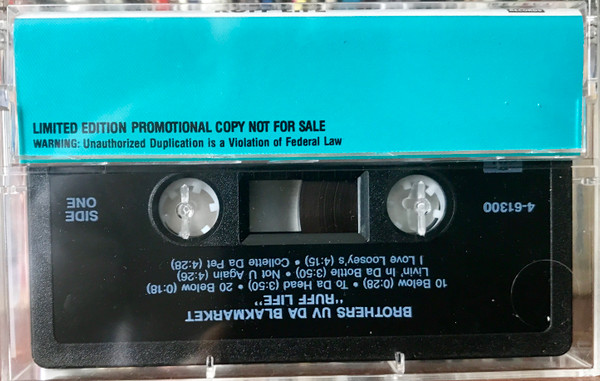 LIMITED EDITION PROMOTIONAL COPY NOT FOR SALE
WARNING: Unauthorized Duplication is a Violation of Federal Law
BROTHERS UV DA BLAKMARKET
"RUFF LIFE"
10 Below (0:28) • To Da Head (3:50) • 20 Below (0:18)
Livin' In Da Bottle (3:50) • Not U Again (4:26)
I Love Loosey's (4:15) • Collette Da Pet (4:28)
4-61300
SIDE
ONE